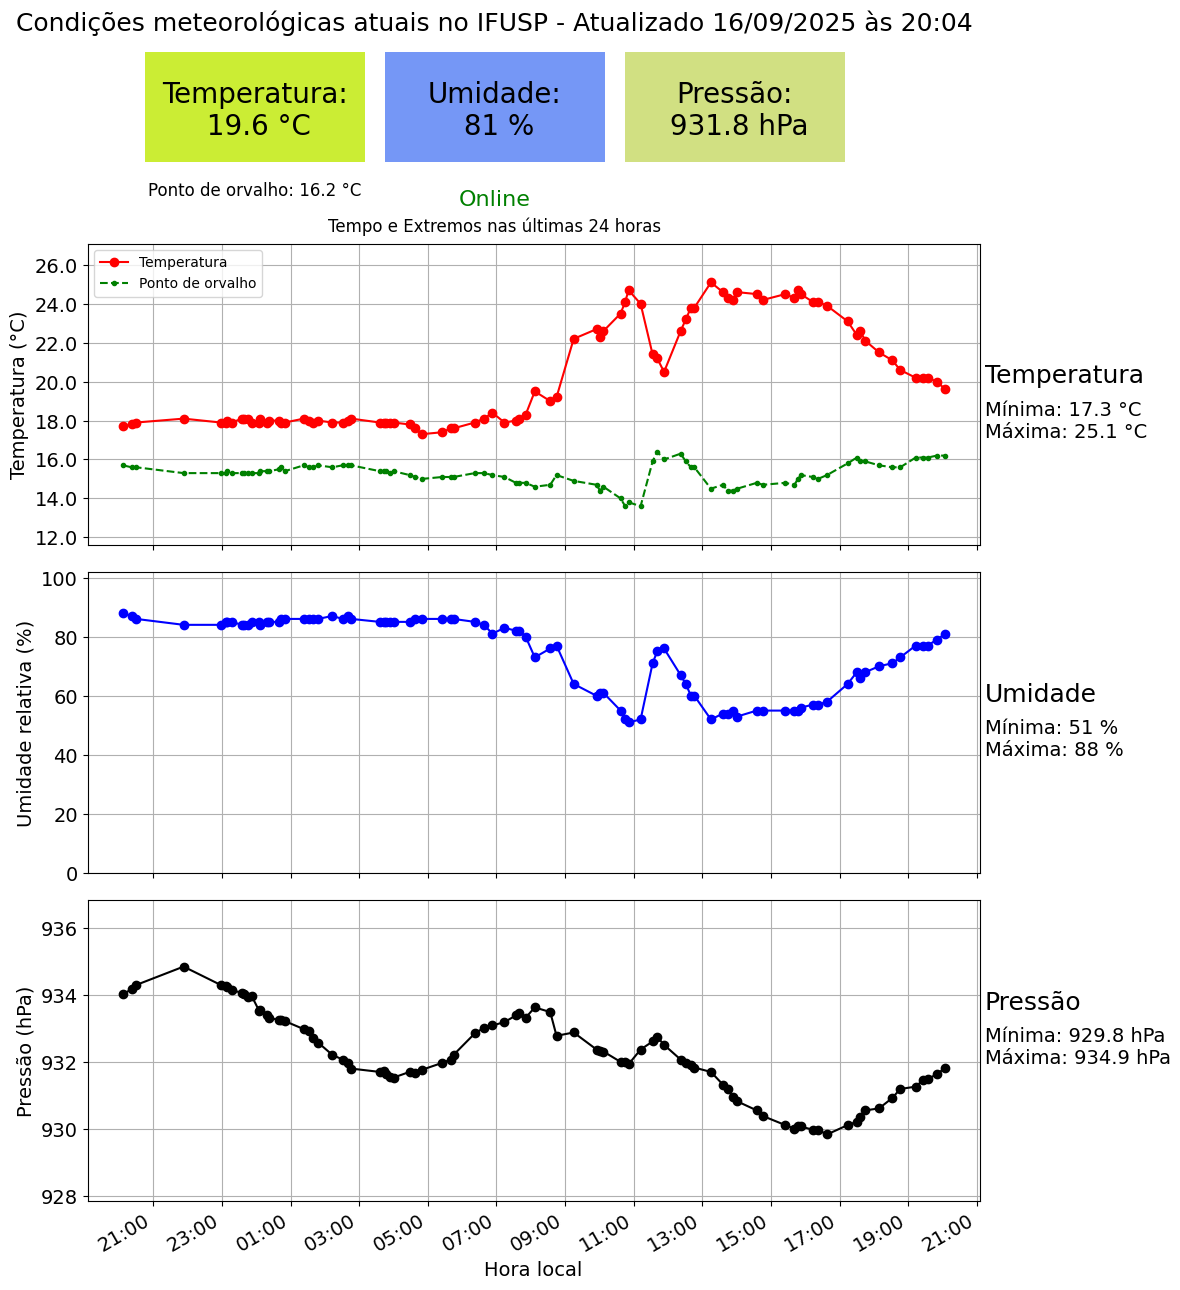 Condições meteorológicas atuais no IFUSP - Atualizado 16/09/2025 às 20:04
Temperatura:
19.6 °C
Umidade:
81 %
Pressão:
931.8 hPa
Ponto de orvalho: 16.2 °C
Online
Tempo e Extremos nas últimas 24 horas
Temperatura
Ponto de orvalho
26.0
24.0
22.0
20.0
18.0
16.0
14.0
12.0
Temperatura (°C)
Temperatura
Mínima: 17.3 °C
Máxima: 25.1 °C
100
80
60
40
20
0
Umidade relativa (%)
Umidade
Mínima: 51 %
Máxima: 88 %
936
934
932
930
928
Pressão (hPa)
Pressão
Mínima: 929.8 hPa
Máxima: 934.9 hPa
21:00
23:00
01:00
03:00
05:00
07:00
09:00
11:00
13:00
15:00
17:00
19:00
21:00
Hora local